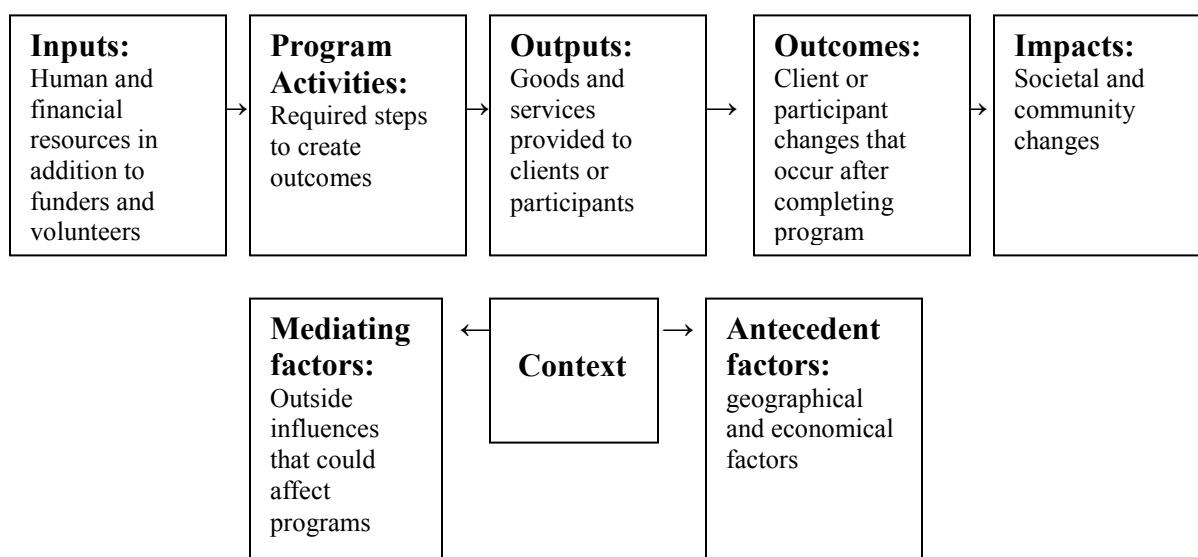 Inputs:
Human and
financial
resources in
addition to
funders and
volunteers
→
Program
Activities:
Required steps
to create
outcomes
→
Outputs:
Goods and
services
provided to
clients or
participants
→
Outcomes:
Client or
participant
changes that
occur after
completing
program
→
Impacts:
Societal and
community
changes
Mediating
factors:
Outside
influences
that could
affect
programs
←
Context
→
Antecedent
factors:
geographical
and economical
factors